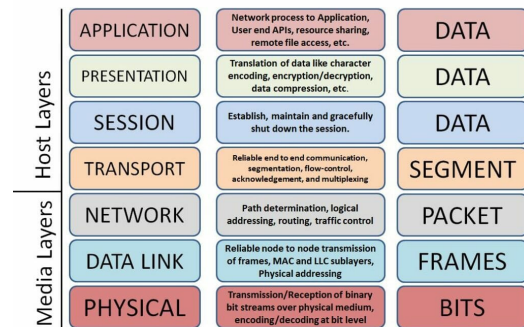 Host Layers
APPLICATION
Network process to Application,
User end APIs, resource sharing,
remote file access, etc.
DATA
PRESENTATION
Translation of data like character
encoding, encryption/decryption,
data compression, etc.
DATA
SESSION
Establish, maintain and gracefully
shut down the session.
DATA
TRANSPORT
Reliable end to end communication,
segmentation, flow-control,
acknowledgement, and multiplexing
SEGMENT
Media Layers
NETWORK
Path determination, logical
addressing, routing, traffic control
PACKET
DATA LINK
Reliable node to node transmission
of frames, MAC and LLC sublayers,
Physical addressing
FRAMES
PHYSICAL
Transmission/Reception of binary
bit streams over physical medium,
encoding/decoding at bit level
BITS